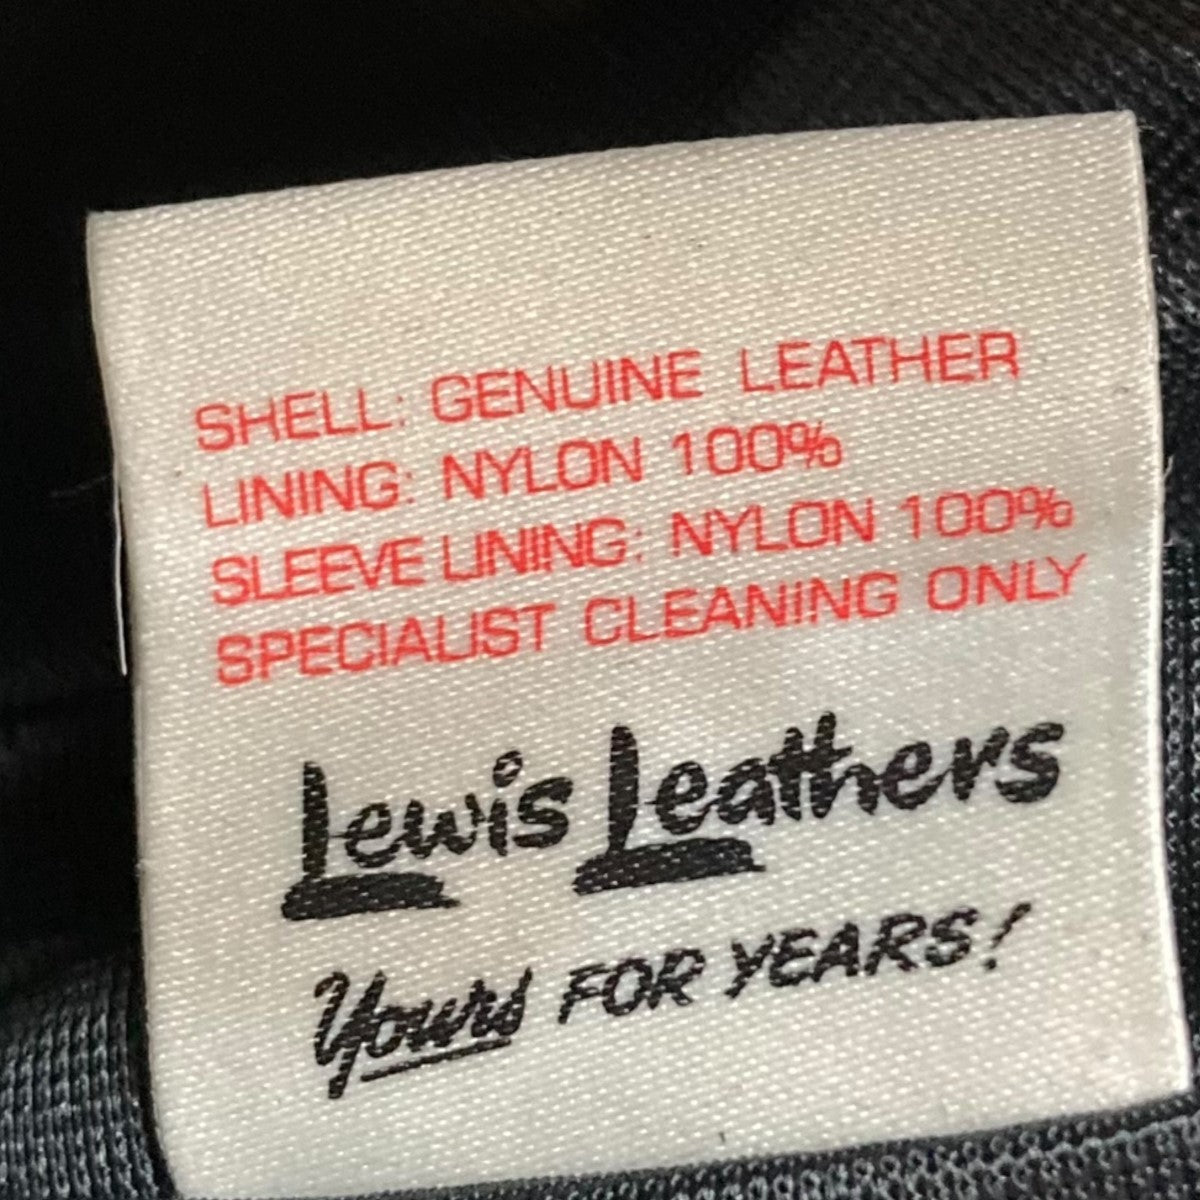 SHELL: GENUINE LEATHER
LINING: NYLON 100%
SLEEVE LINING: NYLON 100%
SPECIALIST CLEANING ONLY
Lewis Leathers
Yours FOR YEARS!